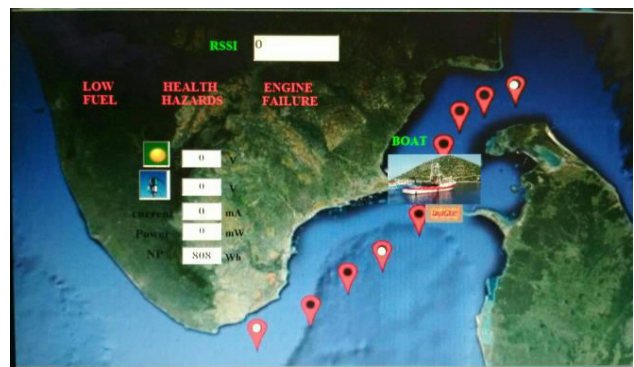 RSSI 0
LOW FUEL
HEALTH HAZARDS
ENGINE FAILURE
BOAT
0 V
0 V
current 0 mA
Power 0 mW
NP 808 Wh